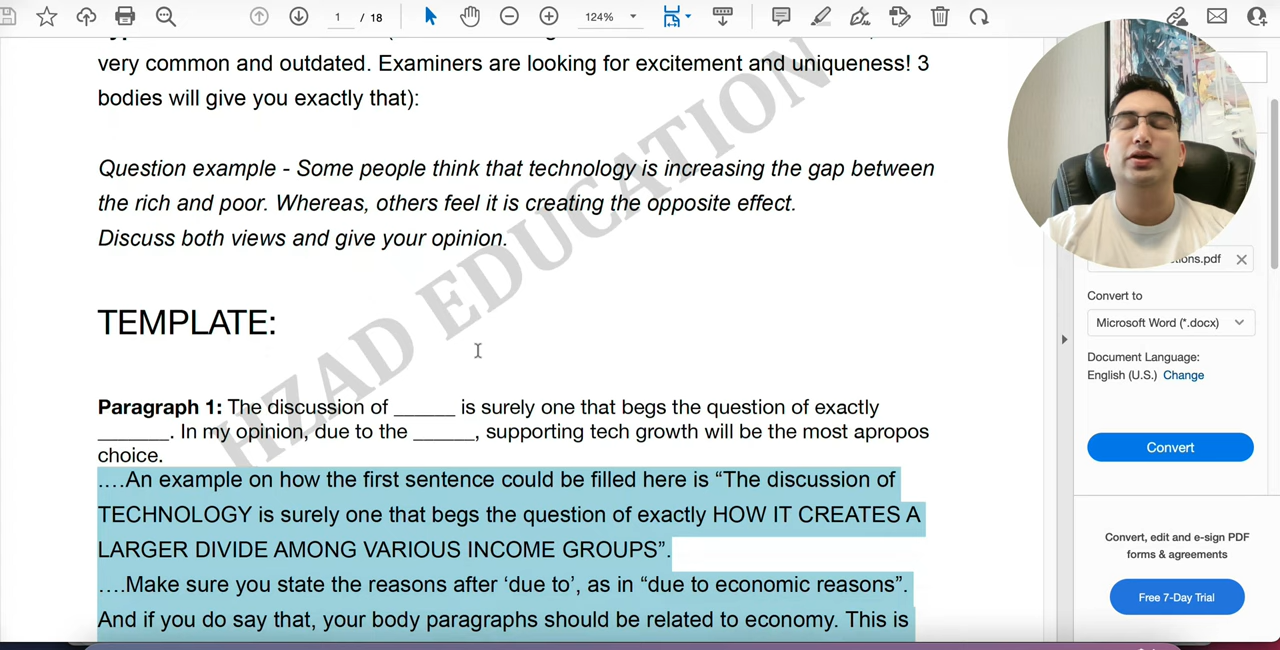 1 / 18
124%
very common and outdated. Examiners are looking for excitement and uniqueness! 3
bodies will give you exactly that):
Question example - Some people think that technology is increasing the gap between
the rich and poor. Whereas, others feel it is creating the opposite effect.
Discuss both views and give your opinion.
TEMPLATE:
Paragraph 1: The discussion of ______ is surely one that begs the question of exactly
_______. In my opinion, due to the ______, supporting tech growth will be the most apropos
choice.
….An example on how the first sentence could be filled here is “The discussion of
TECHNOLOGY is surely one that begs the question of exactly HOW IT CREATES A
LARGER DIVIDE AMONG VARIOUS INCOME GROUPS”.
….Make sure you state the reasons after ‘due to’, as in “due to economic reasons”.
And if you do say that, your body paragraphs should be related to economy. This is
HZAD EDUCATION
ions.pdf
Convert to
Microsoft Word (*.docx)
Document Language:
English (U.S.) Change
Convert
Convert, edit and e-sign PDF
forms & agreements
Free 7-Day Trial